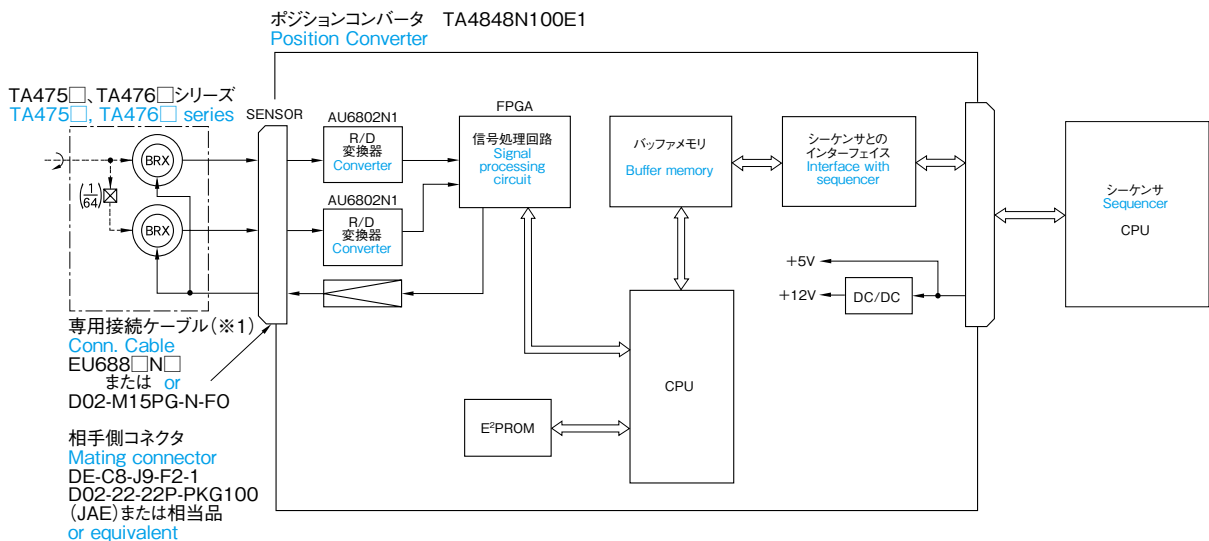 ポジションコンバータ TA4848N100E1
Position Converter
TA475□、TA476□シリーズ
TA475□, TA476□ series
SENSOR
BRX
(1/64)
BRX
AU6802N1
R/D
変換器
Converter
AU6802N1
R/D
変換器
Converter
FPGA
信号処理回路
Signal
processing
circuit
バッファメモリ
Buffer memory
シーケンサとの
インターフェイス
Interface with
sequencer
シーケンサ
Sequencer
CPU
+5V
+12V
DC/DC
CPU
E²PROM
専用接続ケーブル(※1)
Conn. Cable
EU688□N□
または or
D02-M15PG-N-FO
相手側コネクタ
Mating connector
DE-C8-J9-F2-1
D02-22-22P-PKG100
(JAE)または相当品
or equivalent